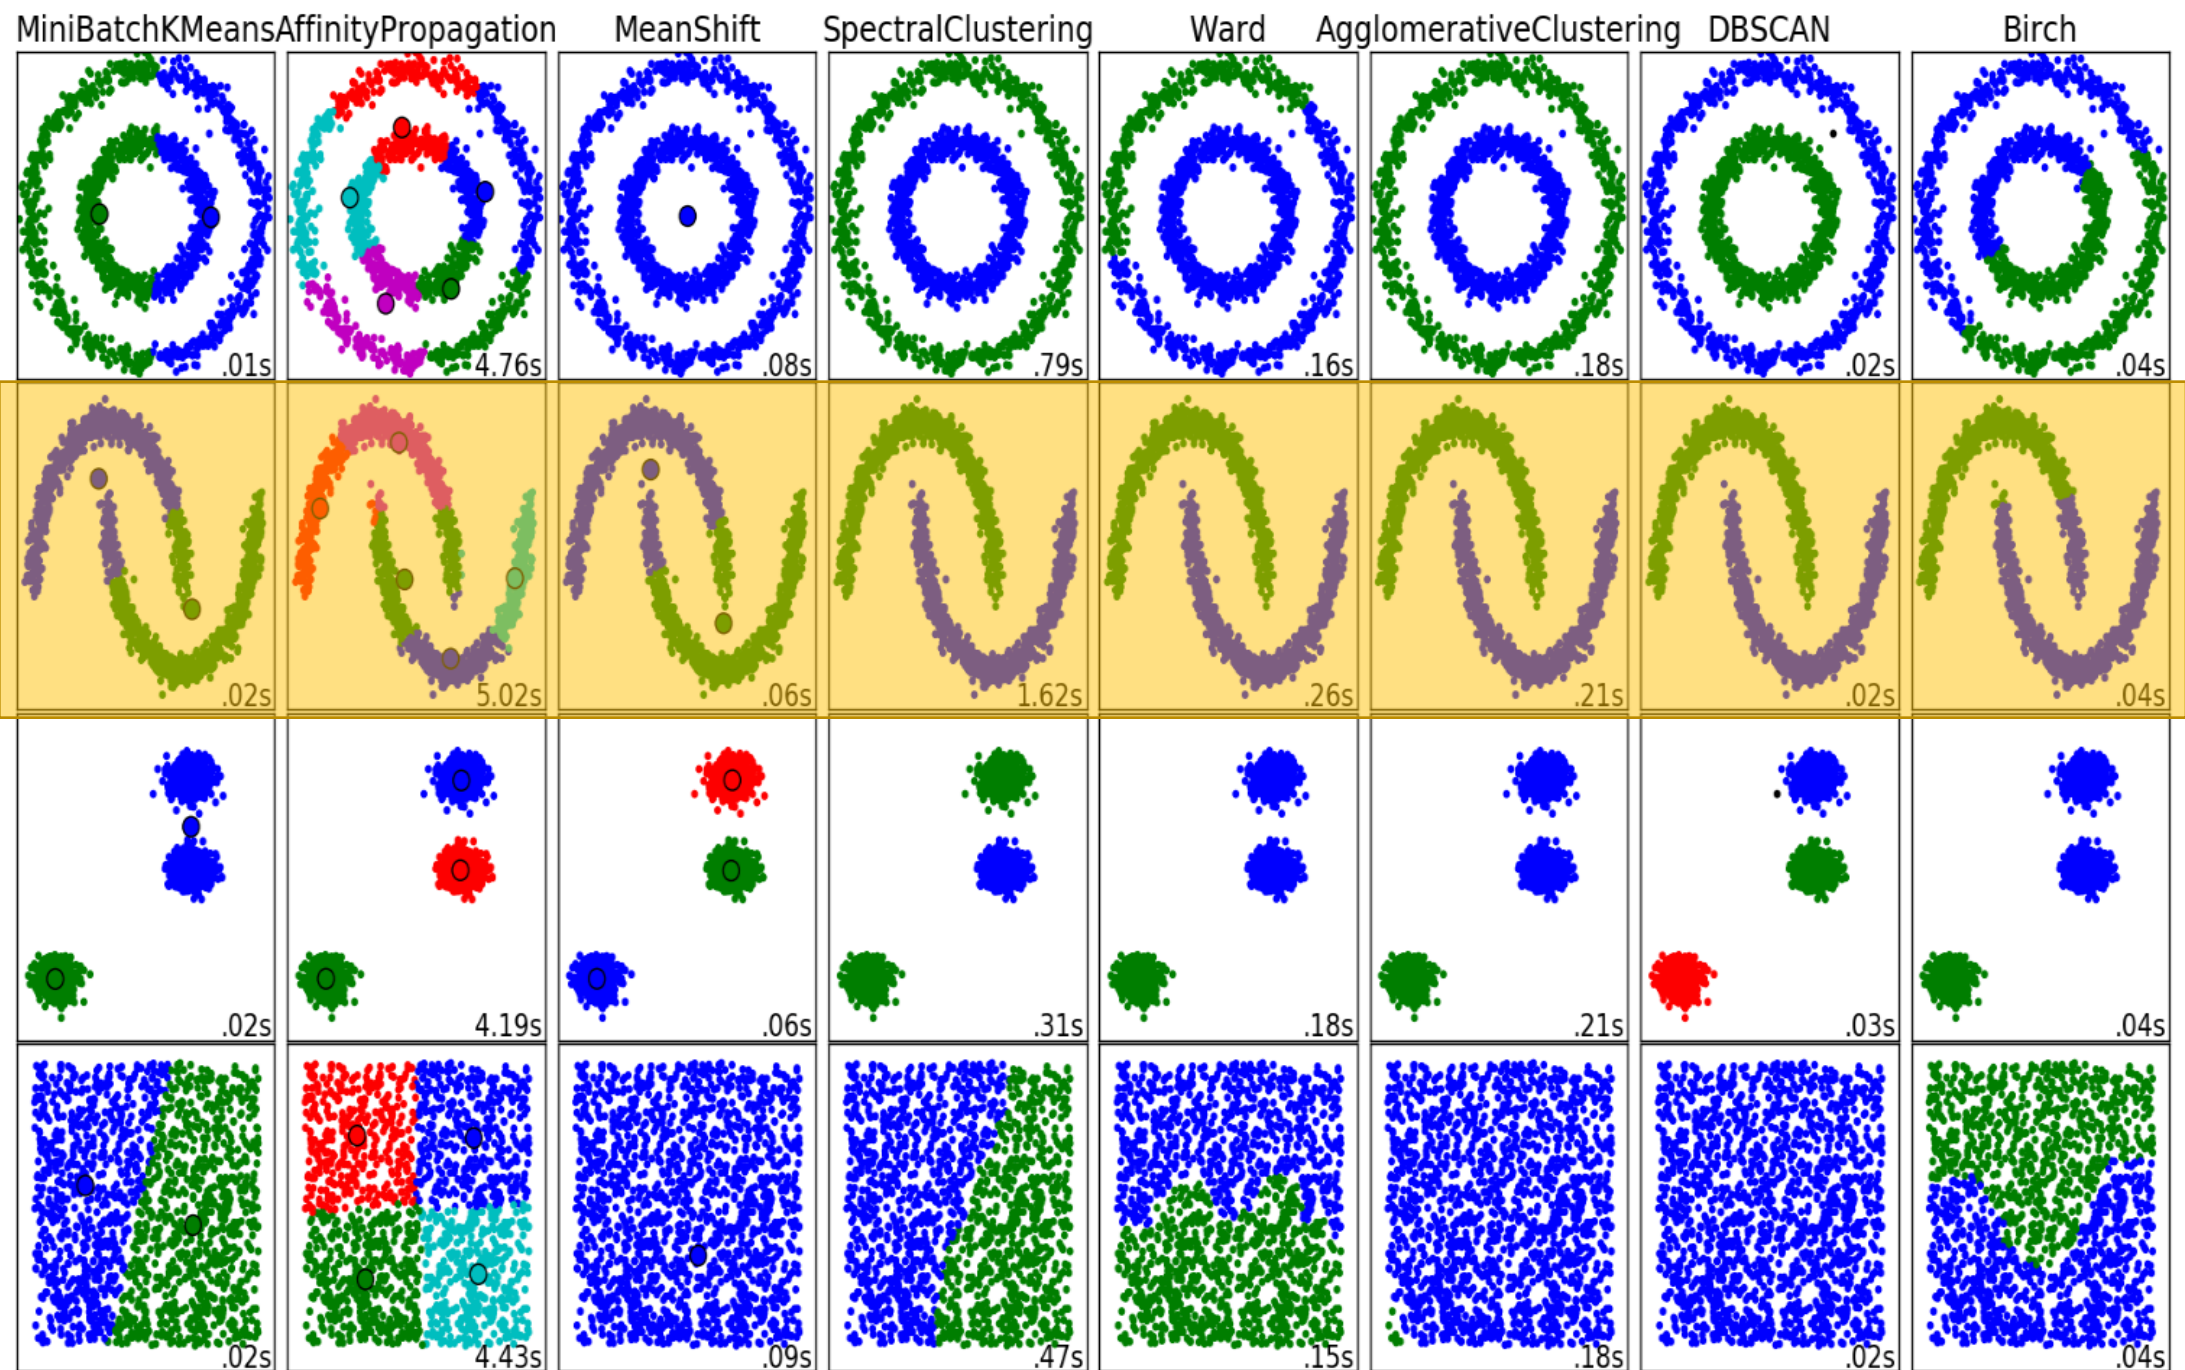 MiniBatchKMeans AffinityPropagation MeanShift SpectralClustering Ward AgglomerativeClustering DBSCAN Birch
.01s 4.76s .08s .79s .16s .18s .02s .04s
.02s 5.02s .06s 1.62s .26s .21s .02s .04s
.02s 4.19s .06s .31s .18s .21s .03s .04s
.02s 4.43s .09s .47s .15s .18s .02s .04s